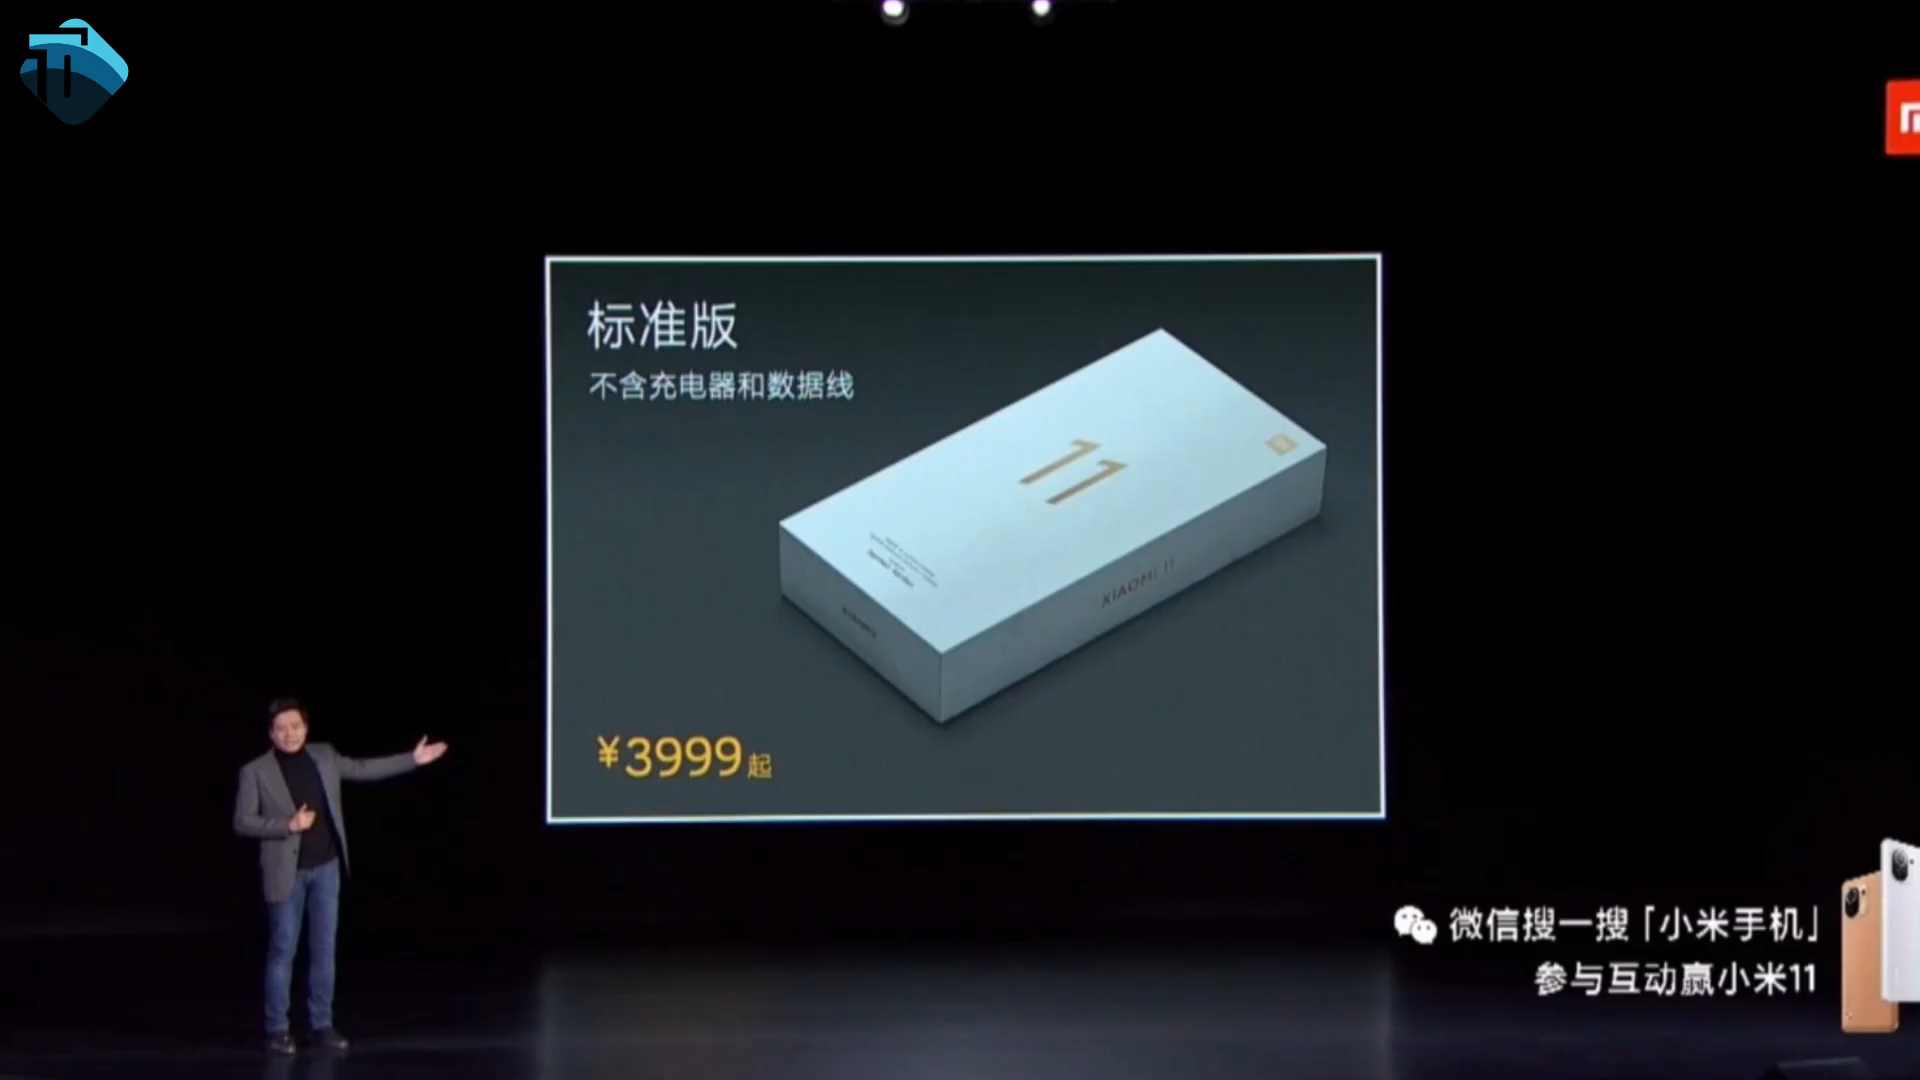 标准版
不含充电器和数据线
11
XIAOMI 11
¥3999起
微信搜一搜「小米手机」
参与互动赢小米11